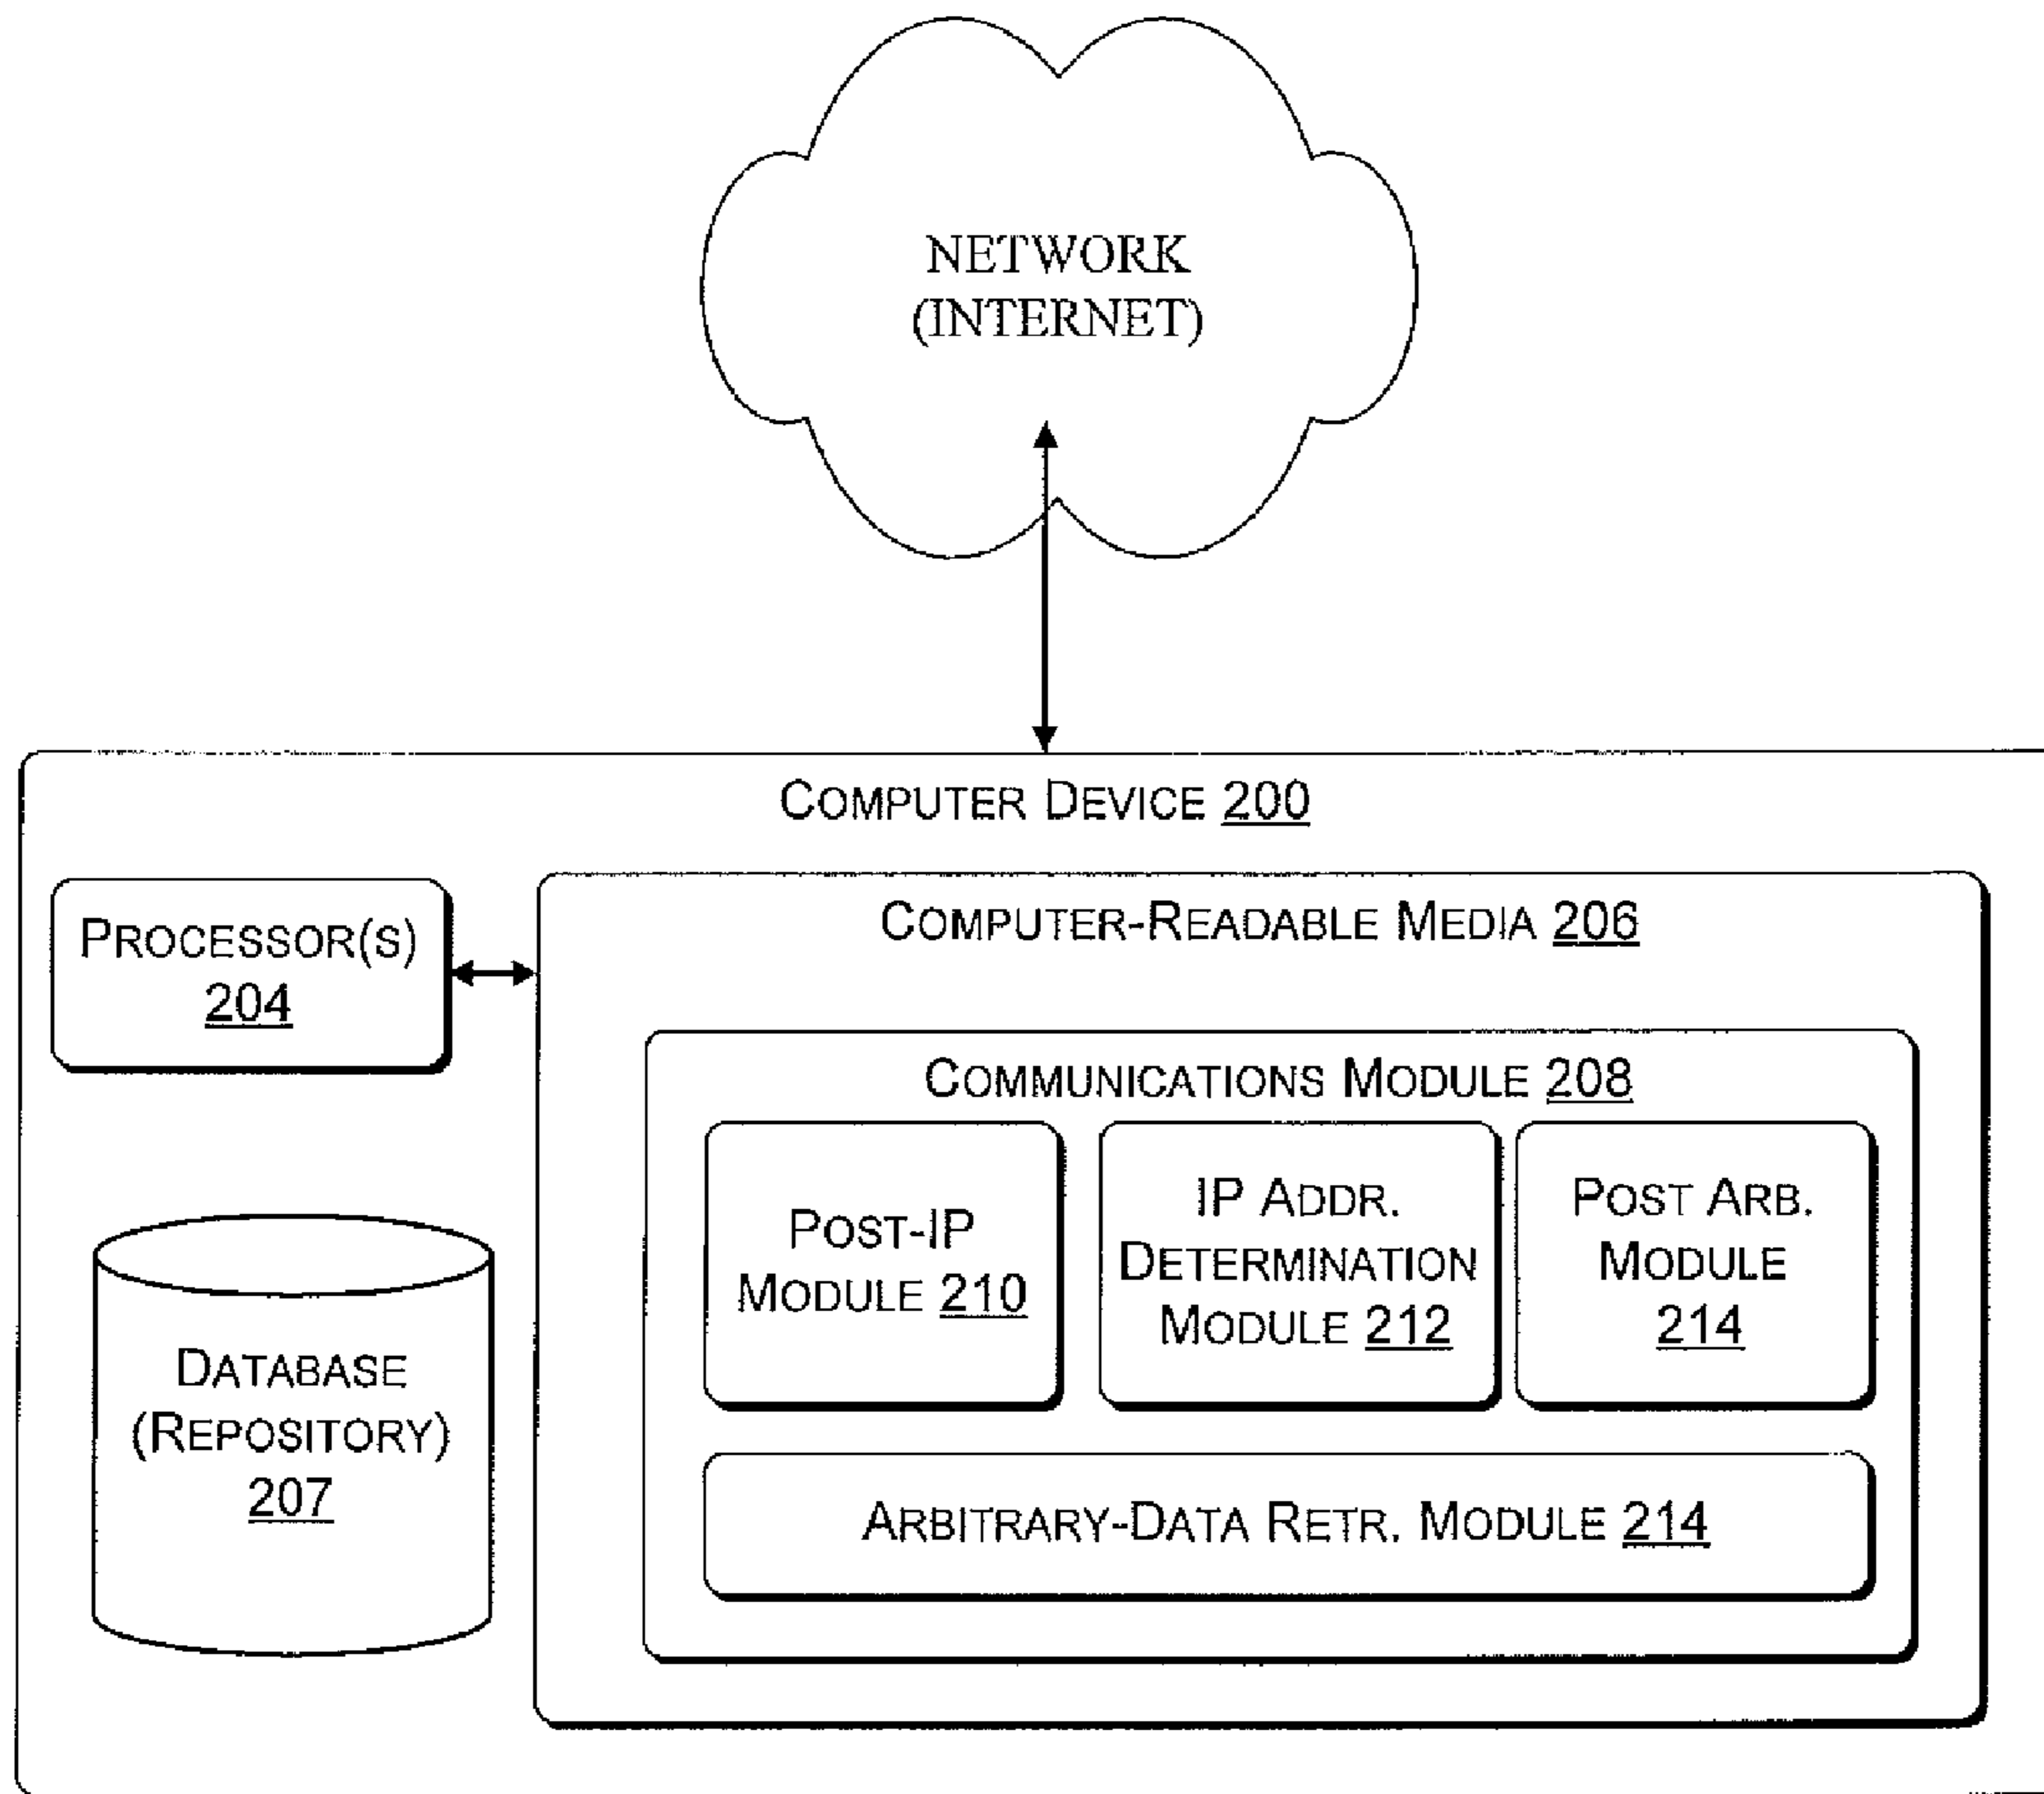 NETWORK
(INTERNET)
COMPUTER DEVICE 200
PROCESSOR(S)
204
COMPUTER-READABLE MEDIA 206
COMMUNICATIONS MODULE 208
POST-IP
MODULE 210
IP ADDR.
DETERMINATION
MODULE 212
POST ARB.
MODULE
214
DATABASE
(REPOSITORY)
207
ARBITRARY-DATA RETR. MODULE 214